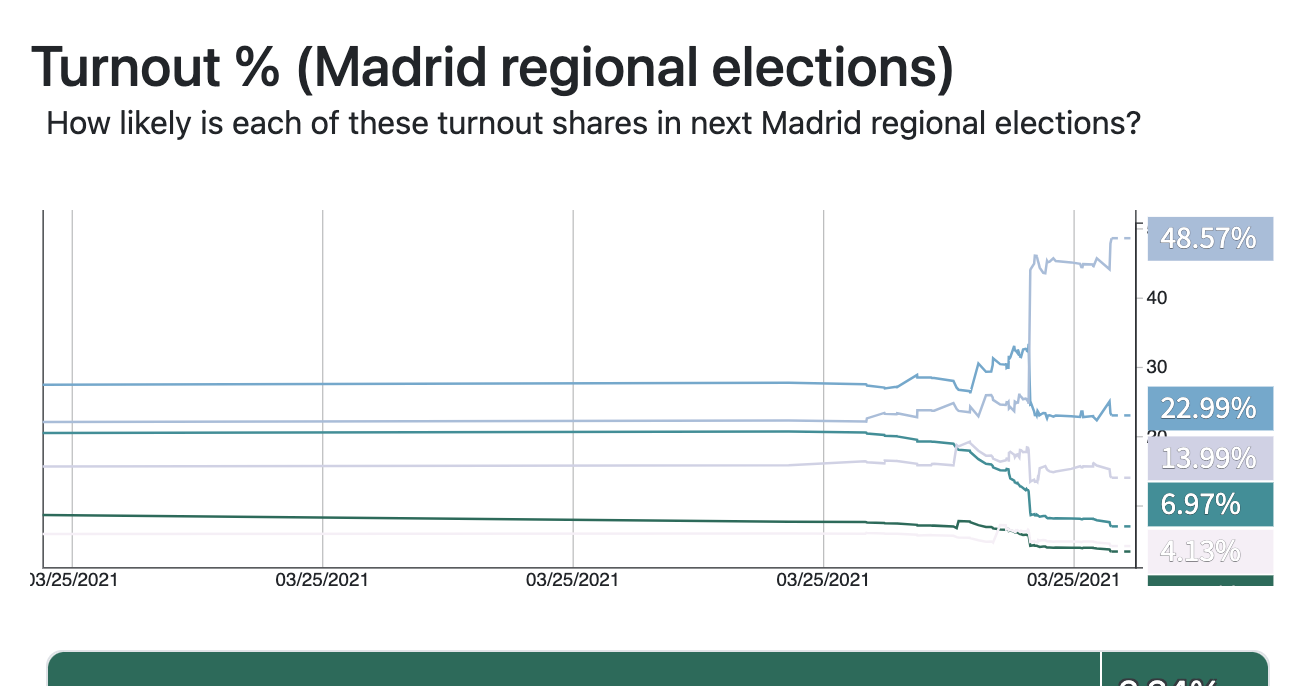 Turnout % (Madrid regional elections)
How likely is each of these turnout shares in next Madrid regional elections?
48.57%
40
30
22.99%
20
13.99%
6.97%
4.13%
03/25/2021 03/25/2021 03/25/2021 03/25/2021 03/25/2021